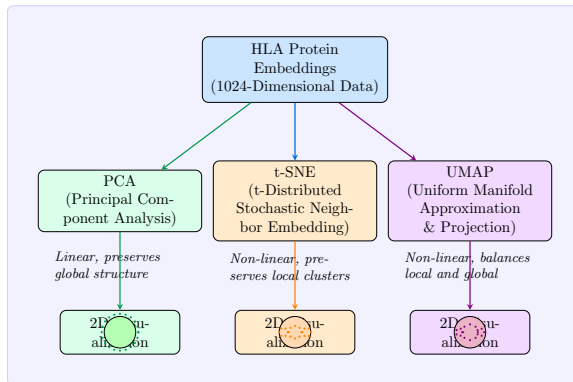 HLA Protein
Embeddings
(1024-Dimensional Data)
PCA
(Principal Com-
ponent Analysis)
t-SNE
(t-Distributed
Stochastic Neigh-
bor Embedding)
UMAP
(Uniform Manifold
Approximation
& Projection)
Linear, preserves
global structure
Non-linear, pre-
serves local clusters
Non-linear, balances
local and global